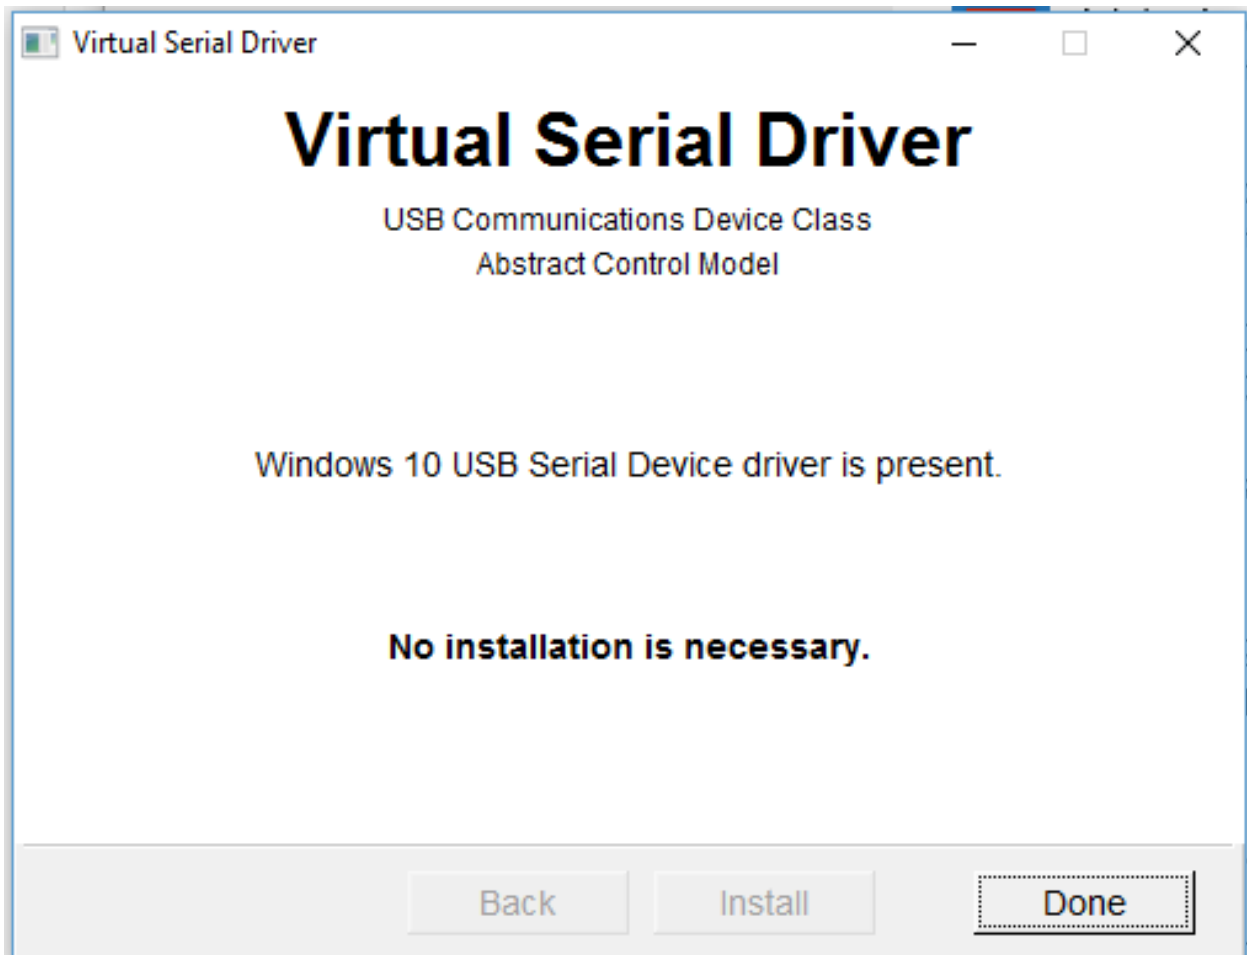 Virtual Serial Driver
Virtual Serial Driver
USB Communications Device Class
Abstract Control Model
Windows 10 USB Serial Device driver is present.
No installation is necessary.
Back Install Done